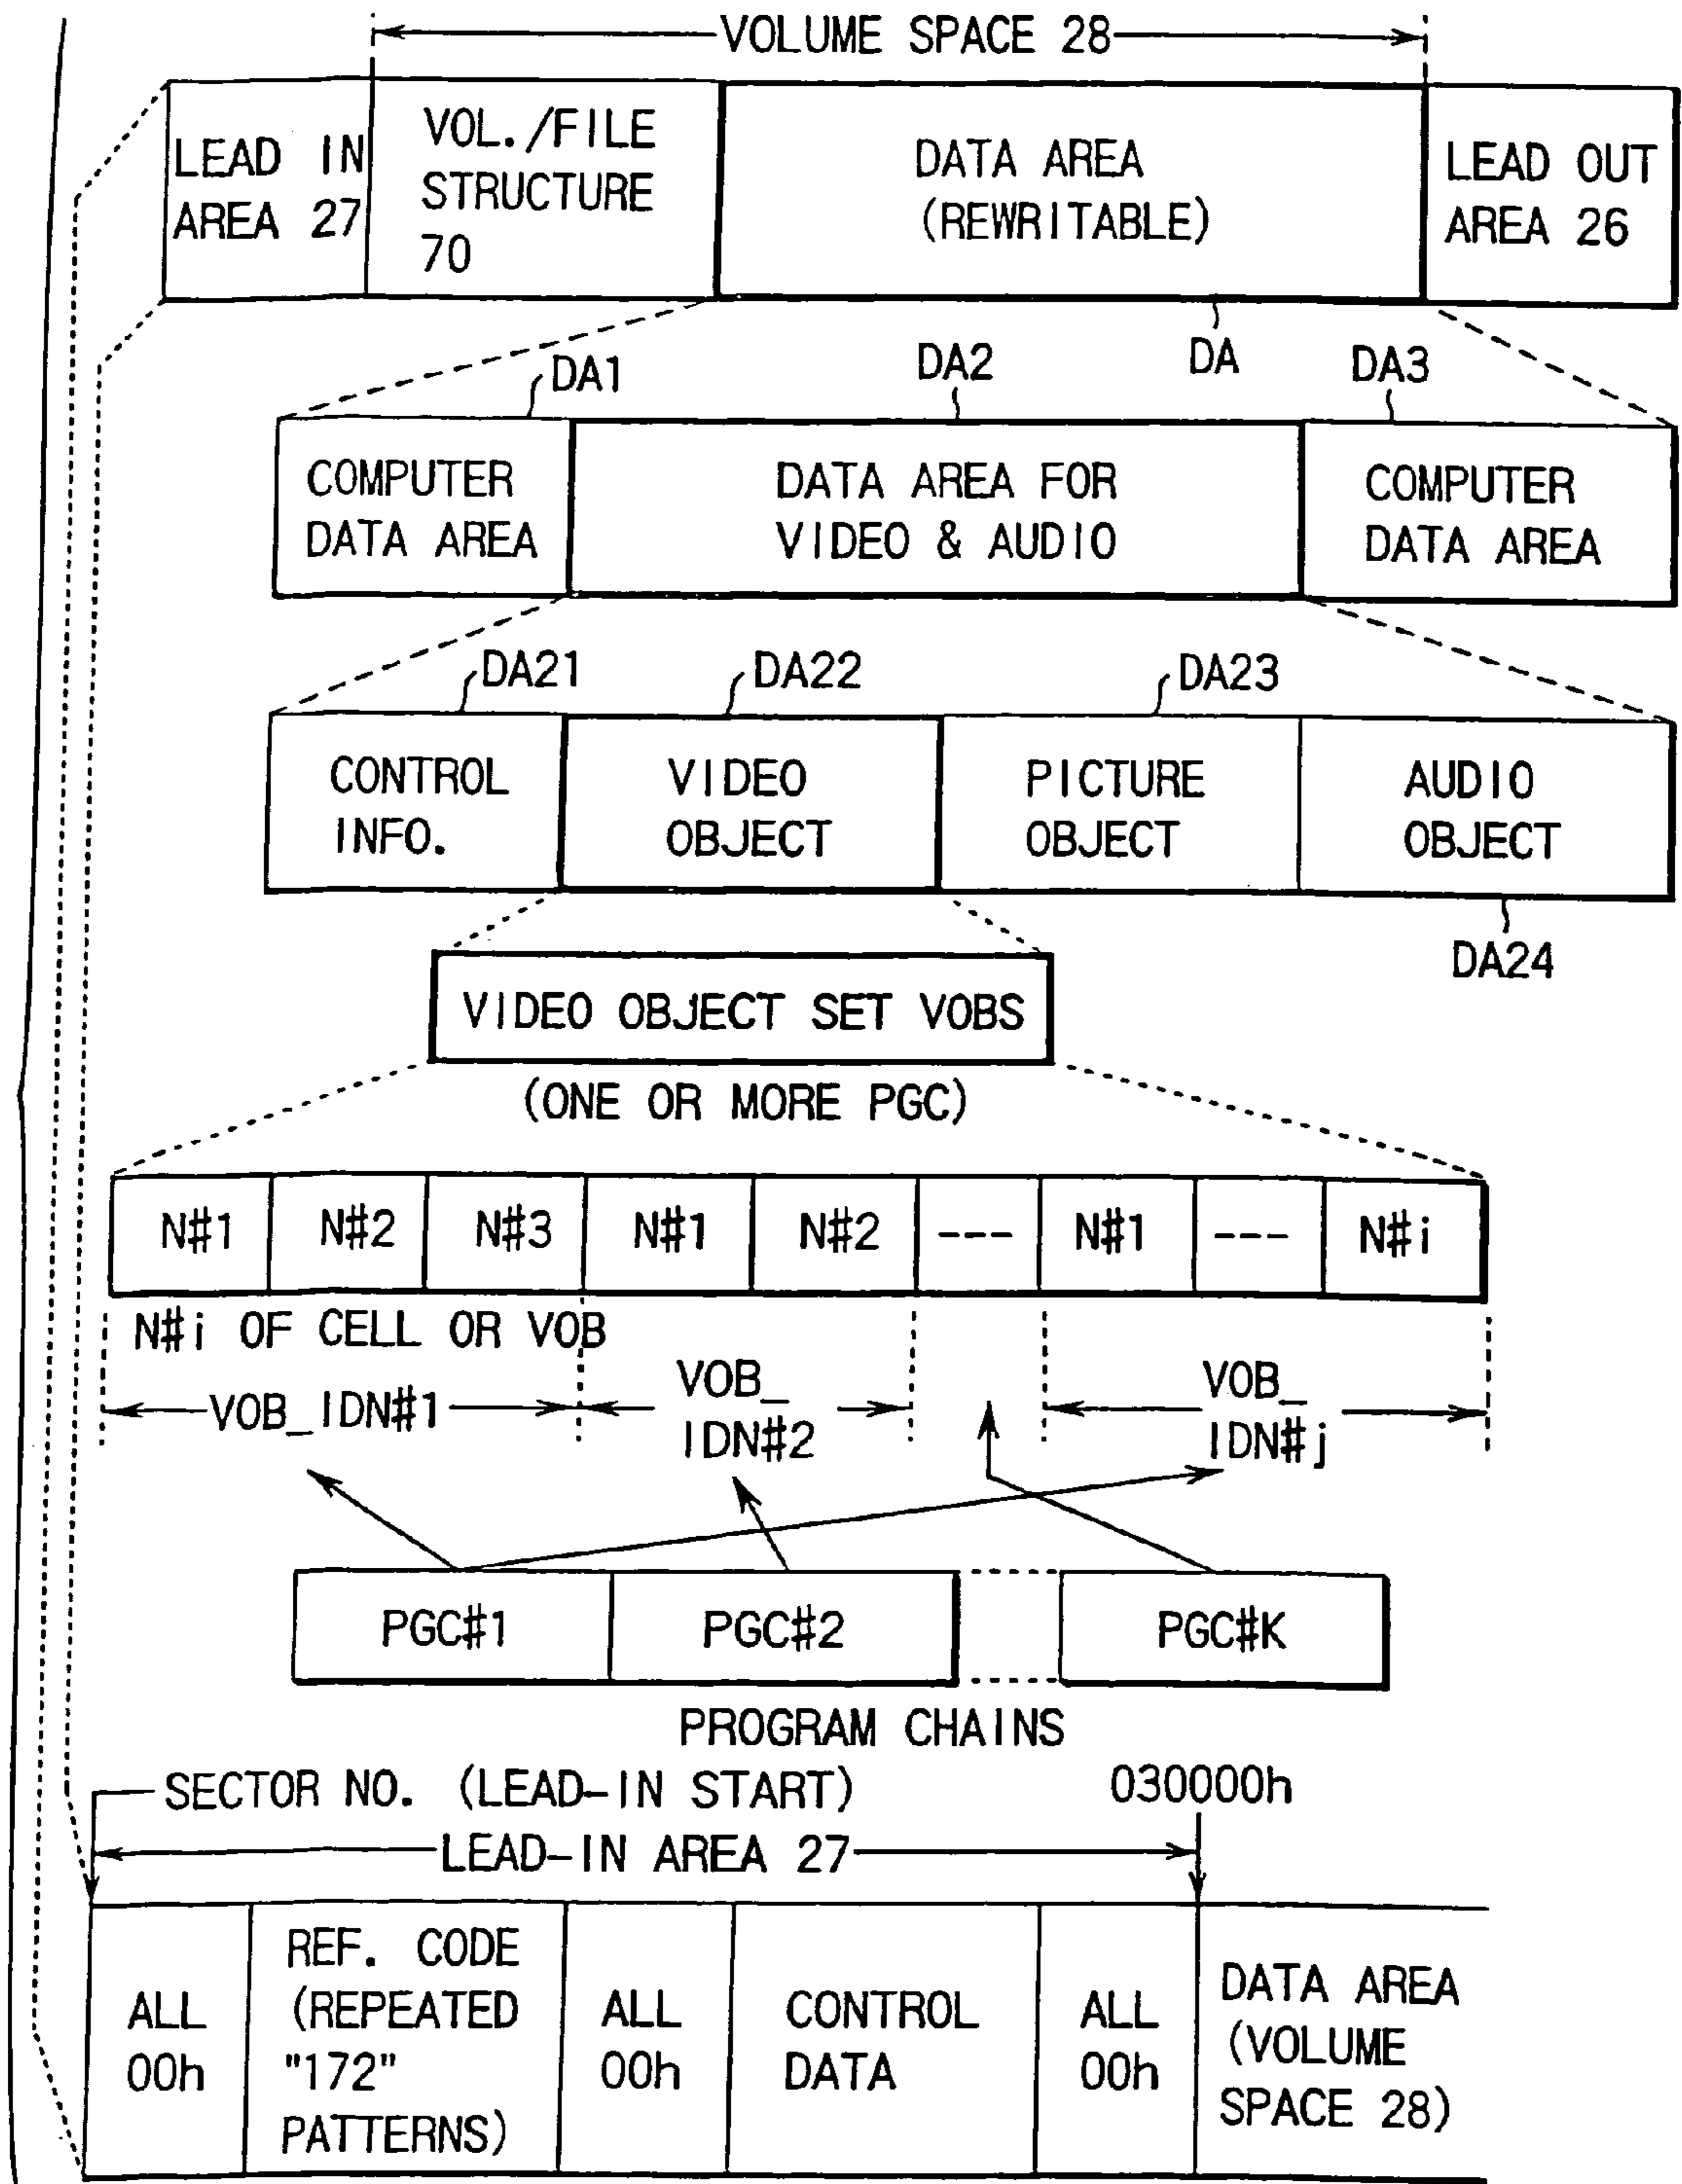 VOLUME SPACE 28
LEAD IN
AREA 27
VOL./FILE
STRUCTURE
70
DATA AREA
(REWRITABLE)
LEAD OUT
AREA 26
DA
DA1
DA2
DA3
COMPUTER
DATA AREA
DATA AREA FOR
VIDEO & AUDIO
COMPUTER
DATA AREA
DA21
DA22
DA23
CONTROL
INFO.
VIDEO
OBJECT
PICTURE
OBJECT
AUDIO
OBJECT
DA24
VIDEO OBJECT SET VOBS
(ONE OR MORE PGC)
N#1 N#2 N#3 N#1 N#2 --- N#1 --- N#i
N#i OF CELL OR VOB
VOB_IDN#1
VOB_
IDN#2
VOB_
IDN#j
PGC#1 PGC#2 PGC#K
PROGRAM CHAINS
SECTOR NO. (LEAD-IN START)
030000h
LEAD-IN AREA 27
ALL
00h
REF. CODE
(REPEATED
"172"
PATTERNS)
ALL
00h
CONTROL
DATA
ALL
00h
DATA AREA
(VOLUME
SPACE 28)